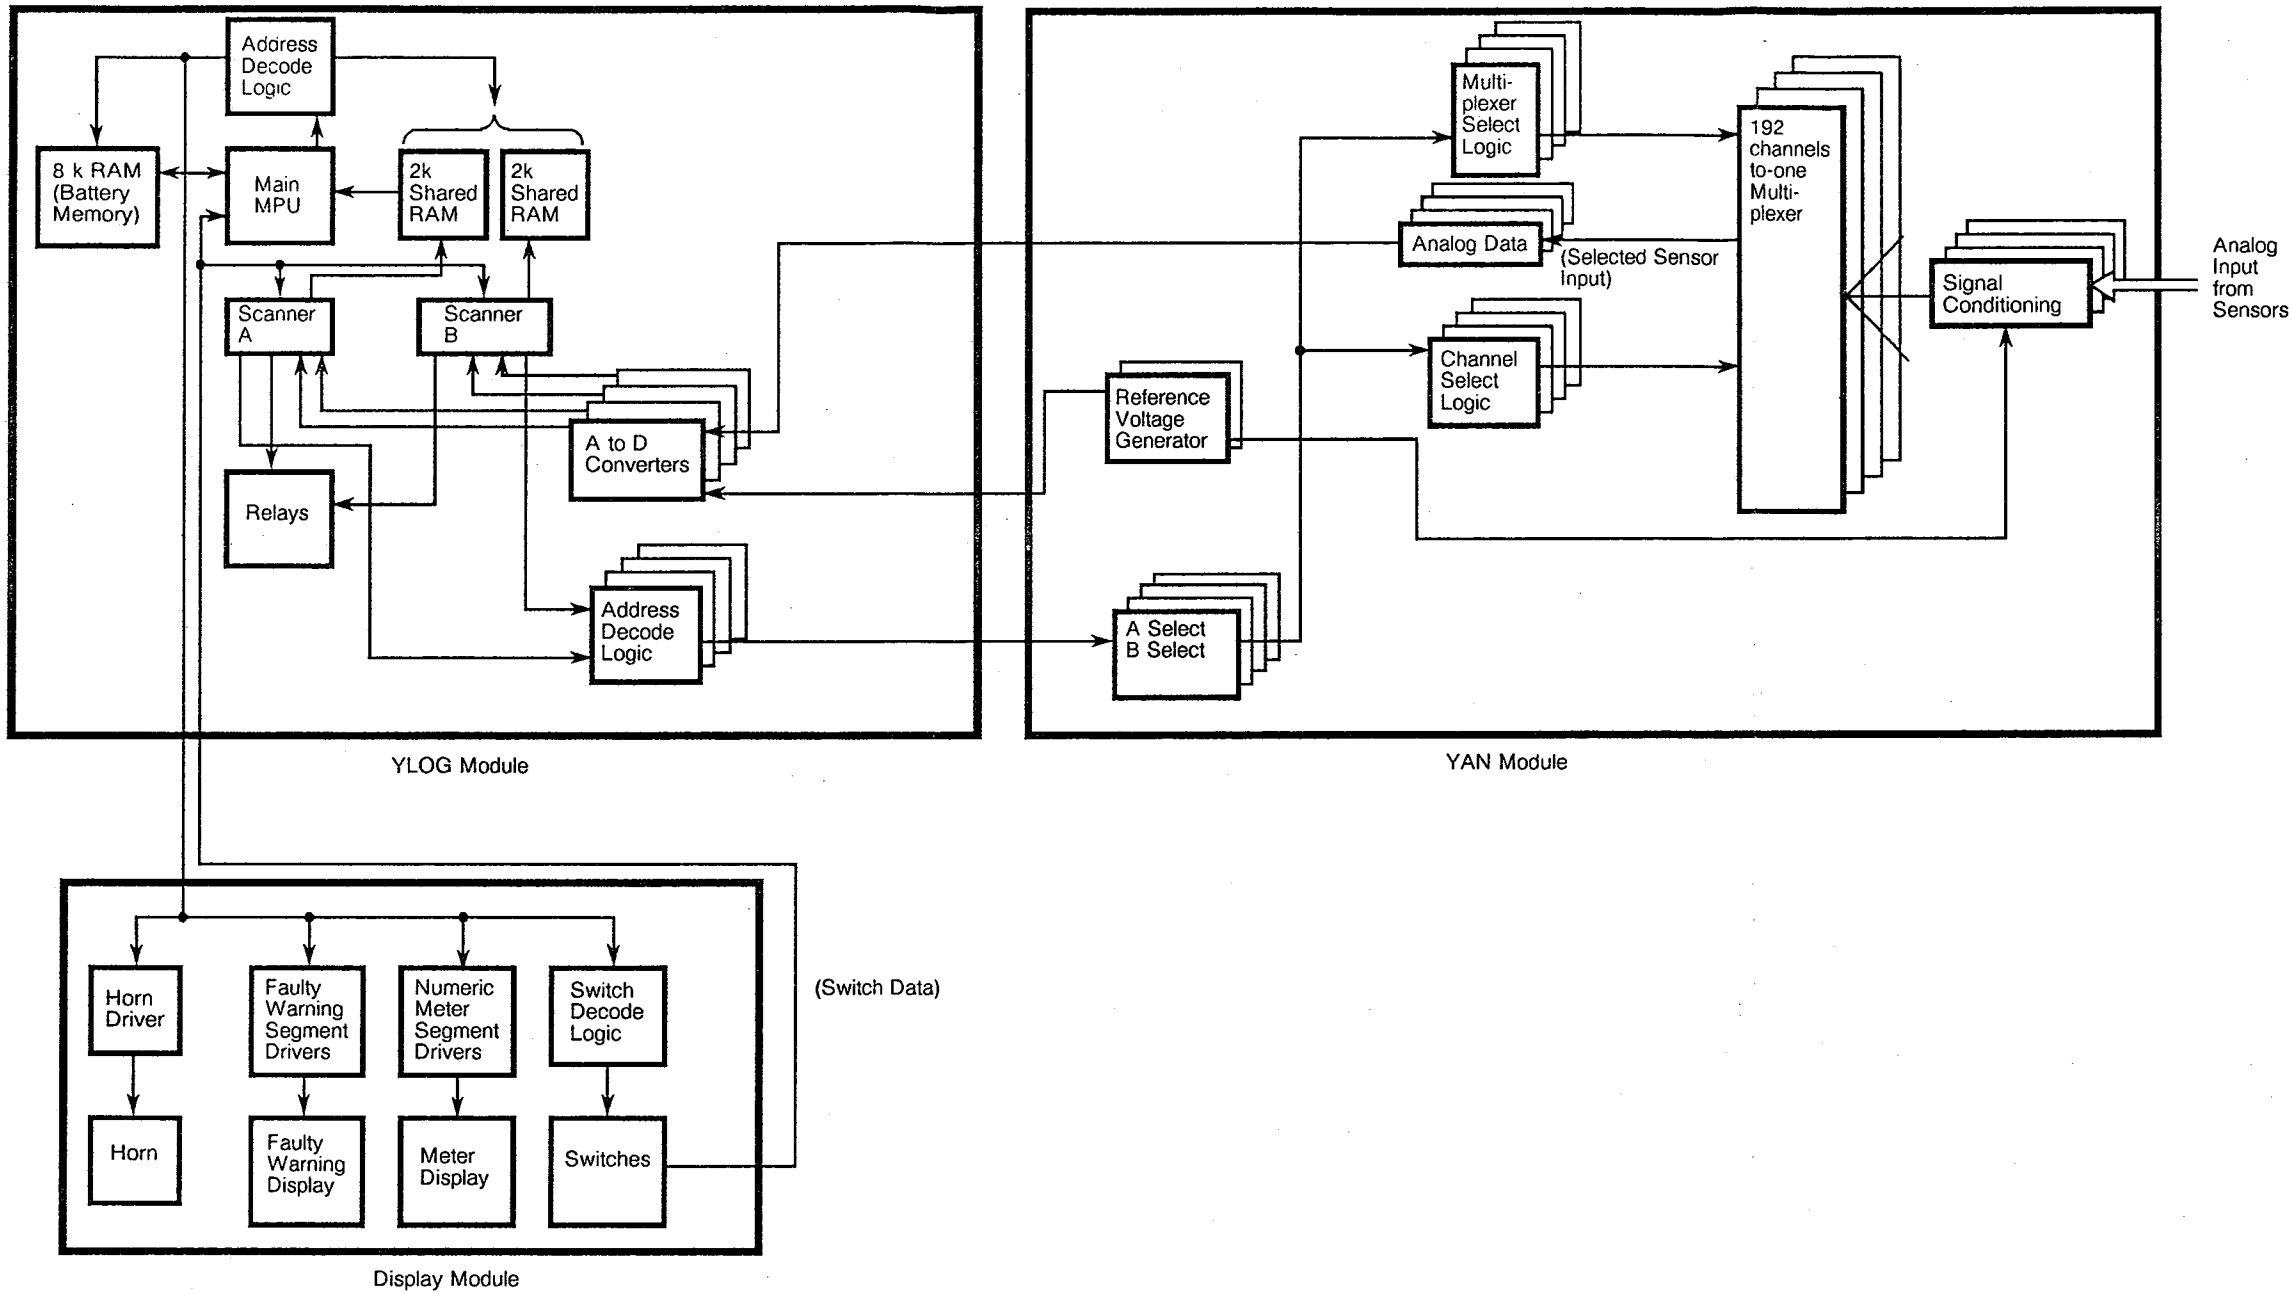 Address
Decode
Logic
8 k RAM
(Battery
Memory)
Main
MPU
2k
Shared
RAM
2k
Shared
RAM
Scanner
A
Scanner
B
A to D
Converters
Relays
Address
Decode
Logic
YLOG Module
Multi-
plexer
Select
Logic
192
channels
to-one
Multi-
plexer
Analog Data
(Selected Sensor
Input)
Signal
Conditioning
Analog
Input
from
Sensors
Channel
Select
Logic
Reference
Voltage
Generator
A Select
B Select
YAN Module
Horn
Driver
Faulty
Warning
Segment
Drivers
Numeric
Meter
Segment
Drivers
Switch
Decode
Logic
(Switch Data)
Horn
Faulty
Warning
Display
Meter
Display
Switches
Display Module